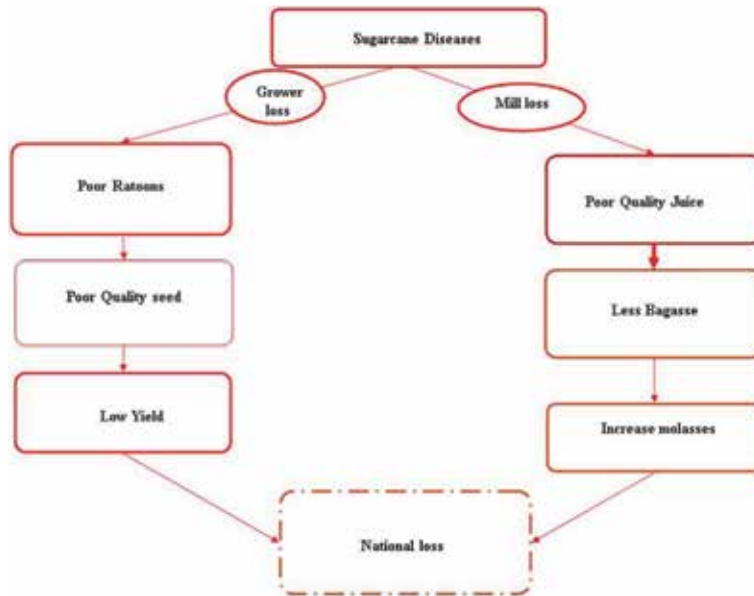 Sugarcane Diseases
Grower
loss
Mill loss
Poor Ratoons
Poor Quality Juice
Poor Quality seed
Less Bagasse
Low Yield
Increase molasses
National loss